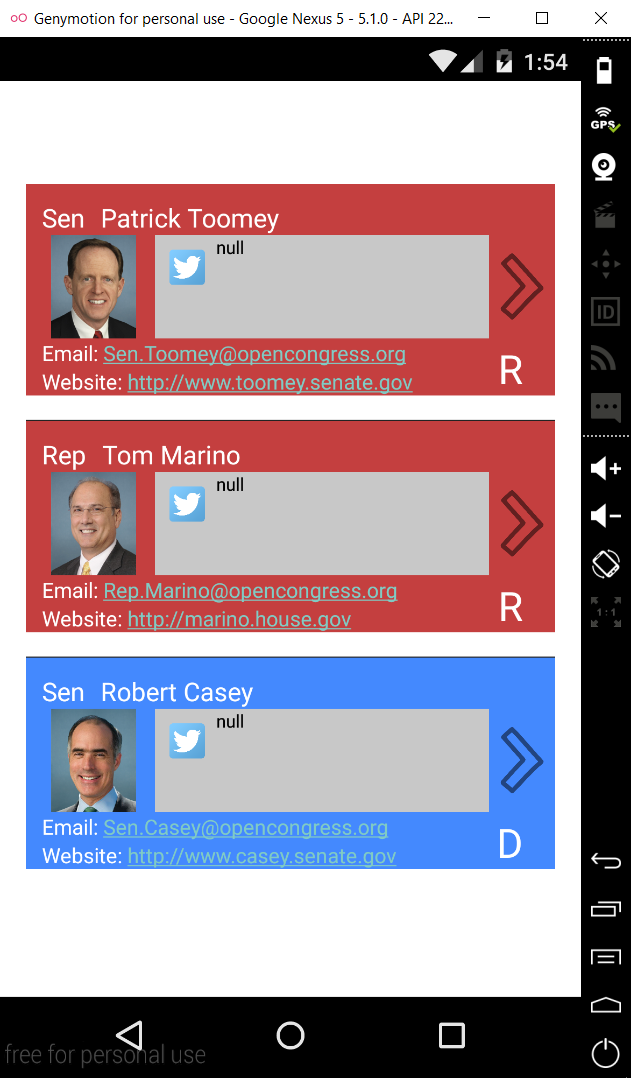 Genymotion for personal use - Google Nexus 5 - 5.1.0 - API 22...
1:54
GPS
Sen Patrick Toomey
null
Email: Sen.Toomey@opencongress.org
Website: http://www.toomey.senate.gov
R
ID
Rep Tom Marino
null
Email: Rep.Marino@opencongress.org
Website: http://marino.house.gov
R
1:1
Sen Robert Casey
null
Email: Sen.Casey@opencongress.org
Website: http://www.casey.senate.gov
D
free for personal use